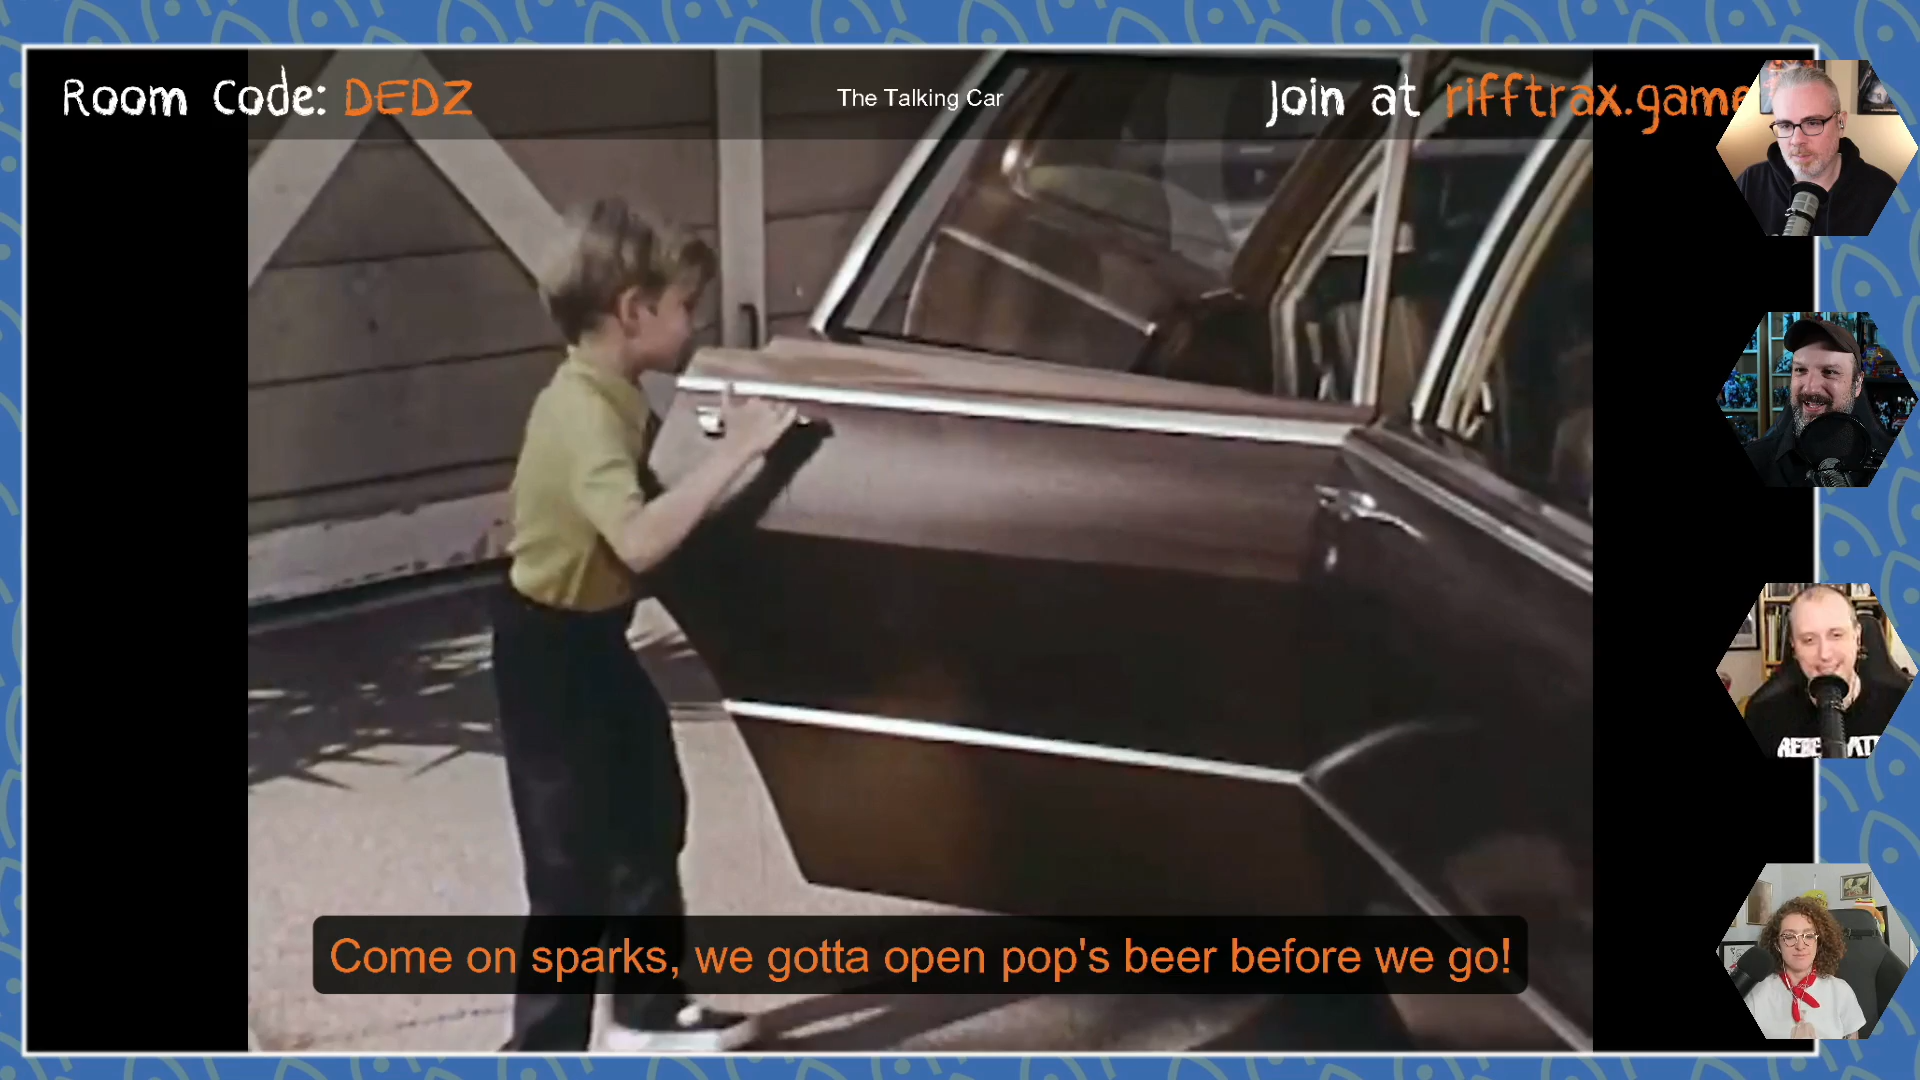 Room Code: DEDZ
The Talking Car
Join at rifftrax.game
Come on sparks, we gotta open pop's beer before we go!